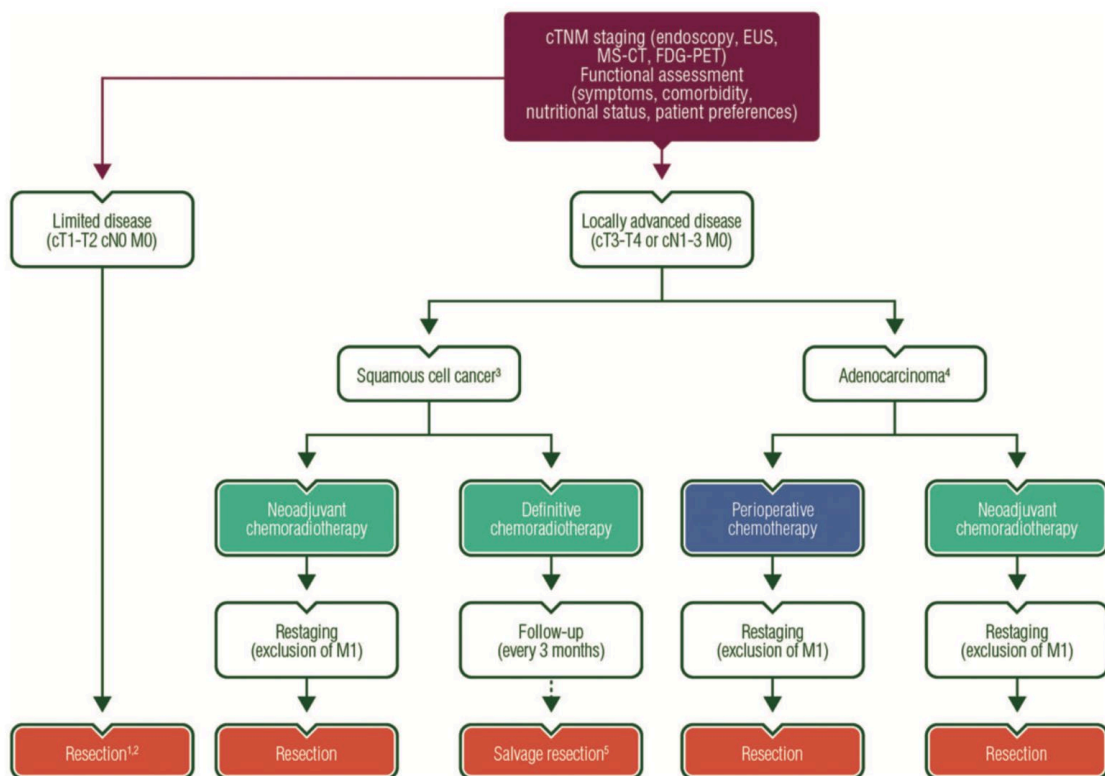 cTNM staging (endoscopy, EUS,
MS-CT, FDG-PET)
Functional assessment
(symptoms, comorbidity,
nutritional status, patient preferences)
Limited disease
(cT1-T2 cN0 M0)
Locally advanced disease
(cT3-T4 or cN1-3 M0)
Squamous cell cancer³
Adenocarcinoma⁴
Neoadjuvant
chemoradiotherapy
Definitive
chemoradiotherapy
Perioperative
chemotherapy
Neoadjuvant
chemoradiotherapy
Restaging
(exclusion of M1)
Follow-up
(every 3 months)
Restaging
(exclusion of M1)
Restaging
(exclusion of M1)
Resection¹,²
Resection
Salvage resection⁵
Resection
Resection